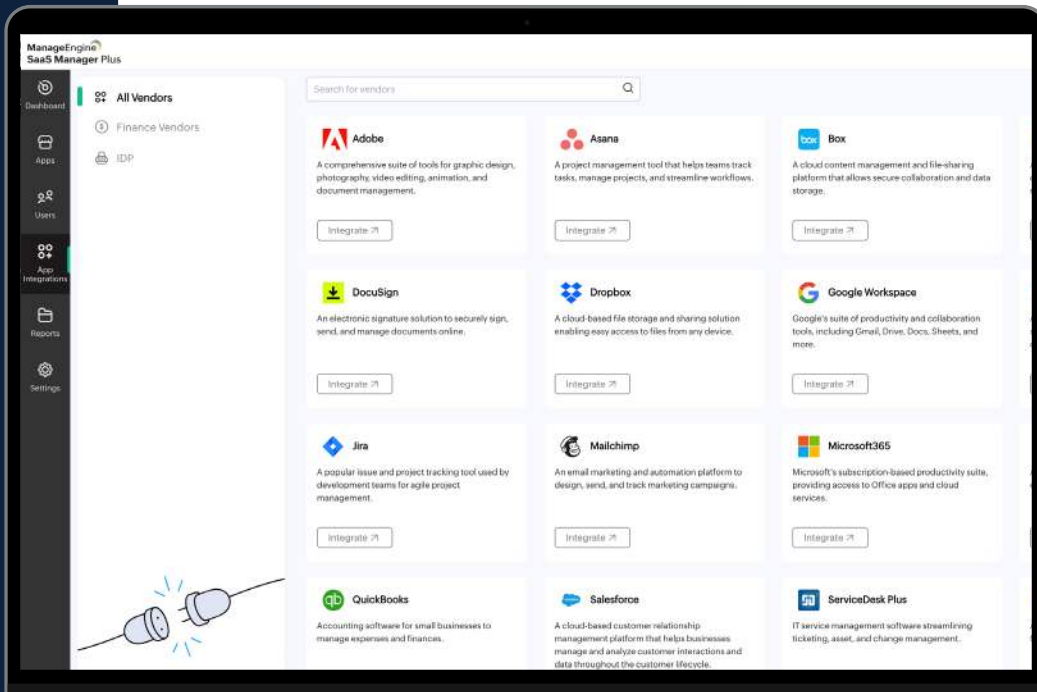 ManageEngine
SaaS Manager Plus
Dashboard
Apps
Users
App
Integrations
Reports
Settings
All Vendors
Finance Vendors
IDP
Search for vendors
Adobe
A comprehensive suite of tools for graphic design,
photography, video editing, animation, and
document management.
Integrate
Asana
A project management tool that helps teams track
tasks, manage projects, and streamline workflows.
Integrate
box
Box
A cloud content management and file-sharing
platform that allows secure collaboration and data
storage.
Integrate
DocuSign
An electronic signature solution to securely sign,
send, and manage documents online.
Integrate
Dropbox
A cloud-based file storage and sharing solution
enabling easy access to files from any device.
Integrate
Google Workspace
Google's suite of productivity and collaboration
tools, including Gmail, Drive, Docs, Sheets, and
more.
Integrate
Jira
A popular issue and project tracking tool used by
development teams for agile project
management.
Integrate
Mailchimp
An email marketing and automation platform to
design, send, and track marketing campaigns.
Integrate
Microsoft365
Microsoft's subscription-based productivity suite,
providing access to Office apps and cloud
services.
Integrate
qb
QuickBooks
Accounting software for small businesses to
manage expenses and finances.
Salesforce
A cloud-based customer relationship
management platform that helps businesses
manage and analyze customer interactions and
data throughout the customer lifecycle.
ServiceDesk Plus
IT service management software streamlining
ticketing, asset, and change management.